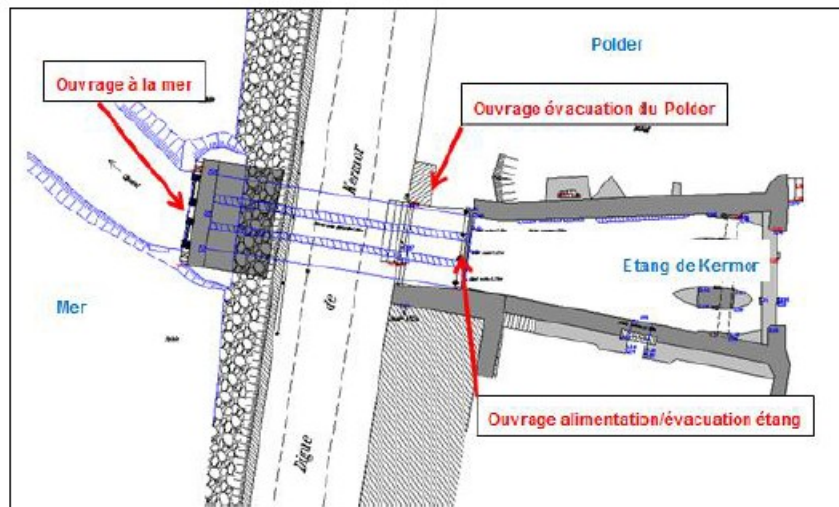 Polder
Ouvrage à la mer
Ouvrage évacuation du Polder
Kermor
de
Digue
Etang de Kermor
Mer
Ouvrage alimentation/évacuation étang